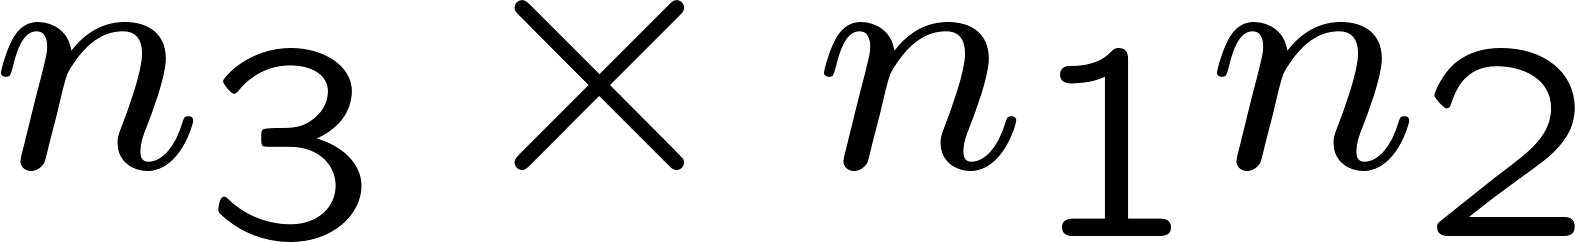 n₃ × n₁n₂